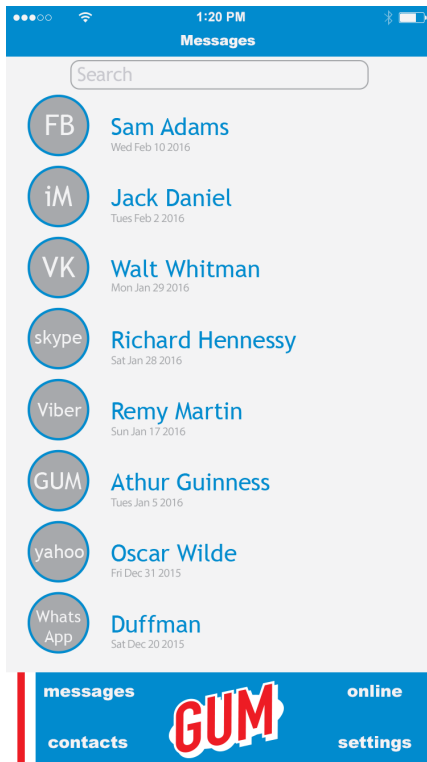 1:20 PM
Messages
Search
FB
Sam Adams
Wed Feb 10 2016
iM
Jack Daniel
Tues Feb 2 2016
VK
Walt Whitman
Mon Jan 29 2016
skype
Richard Hennessy
Sat Jan 28 2016
Viber
Remy Martin
Sun Jan 17 2016
GUM
Athur Guinness
Tues Jan 5 2016
yahoo
Oscar Wilde
Fri Dec 31 2015
Whats
App
Duffman
Sat Dec 20 2015
messages
online
GUM
contacts
settings